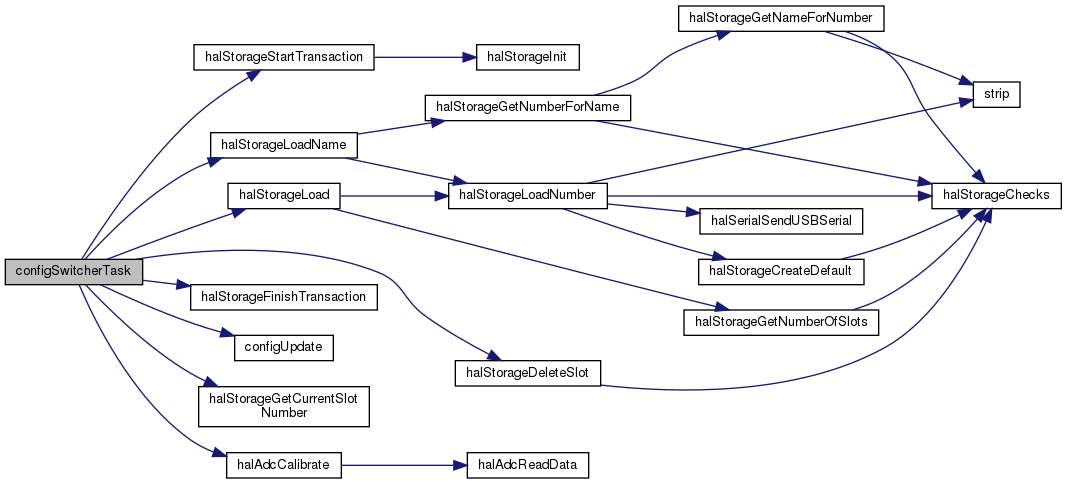 halStorageGetNameForNumber
halStorageStartTransaction
halStorageInit
strip
halStorageGetNumberForName
halStorageLoadName
halStorageLoad
halStorageLoadNumber
halStorageChecks
halSerialSendUSBSerial
configSwitcherTask
halStorageCreateDefault
halStorageFinishTransaction
halStorageGetNumberOfSlots
configUpdate
halStorageDeleteSlot
halStorageGetCurrentSlot
Number
halAdcCalibrate
halAdcReadData